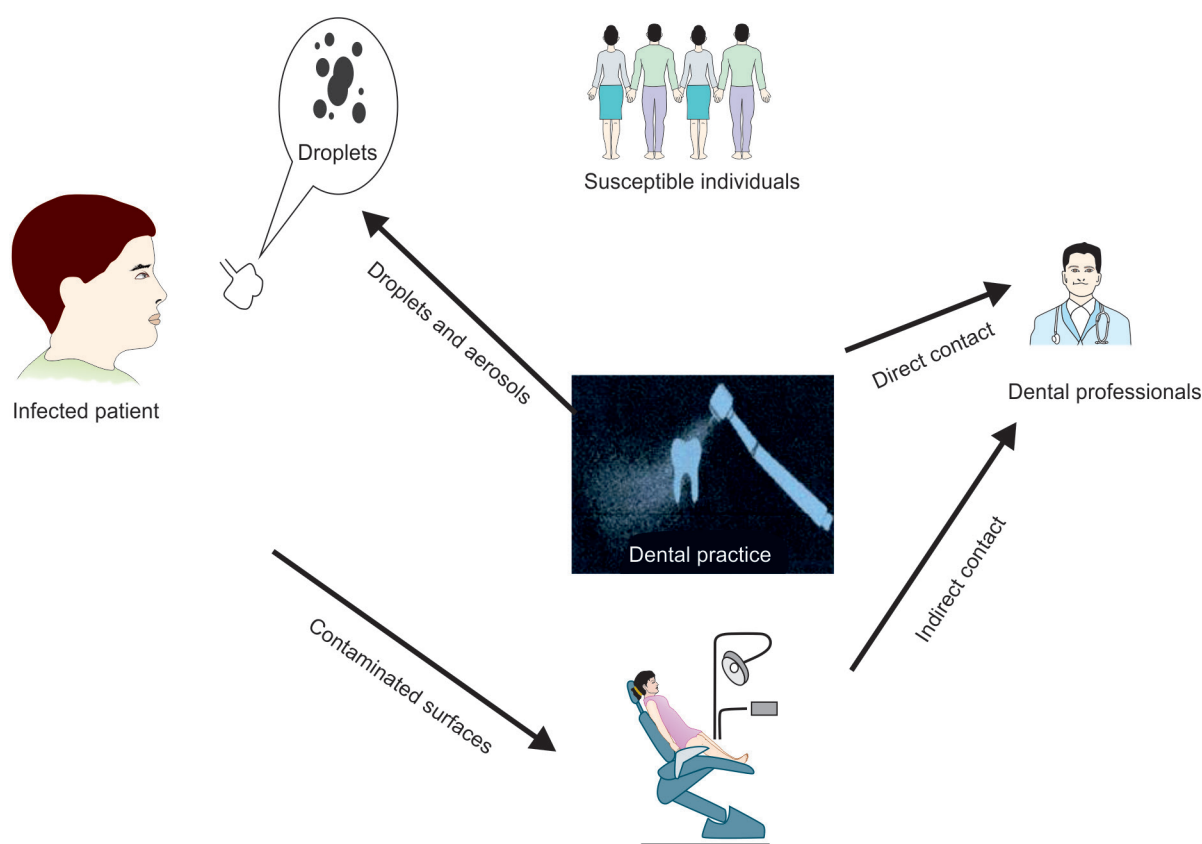 Droplets
Susceptible individuals
Infected patient
Droplets and aerosols
Direct contact
Dental professionals
Dental practice
Contaminated surfaces
Indirect contact